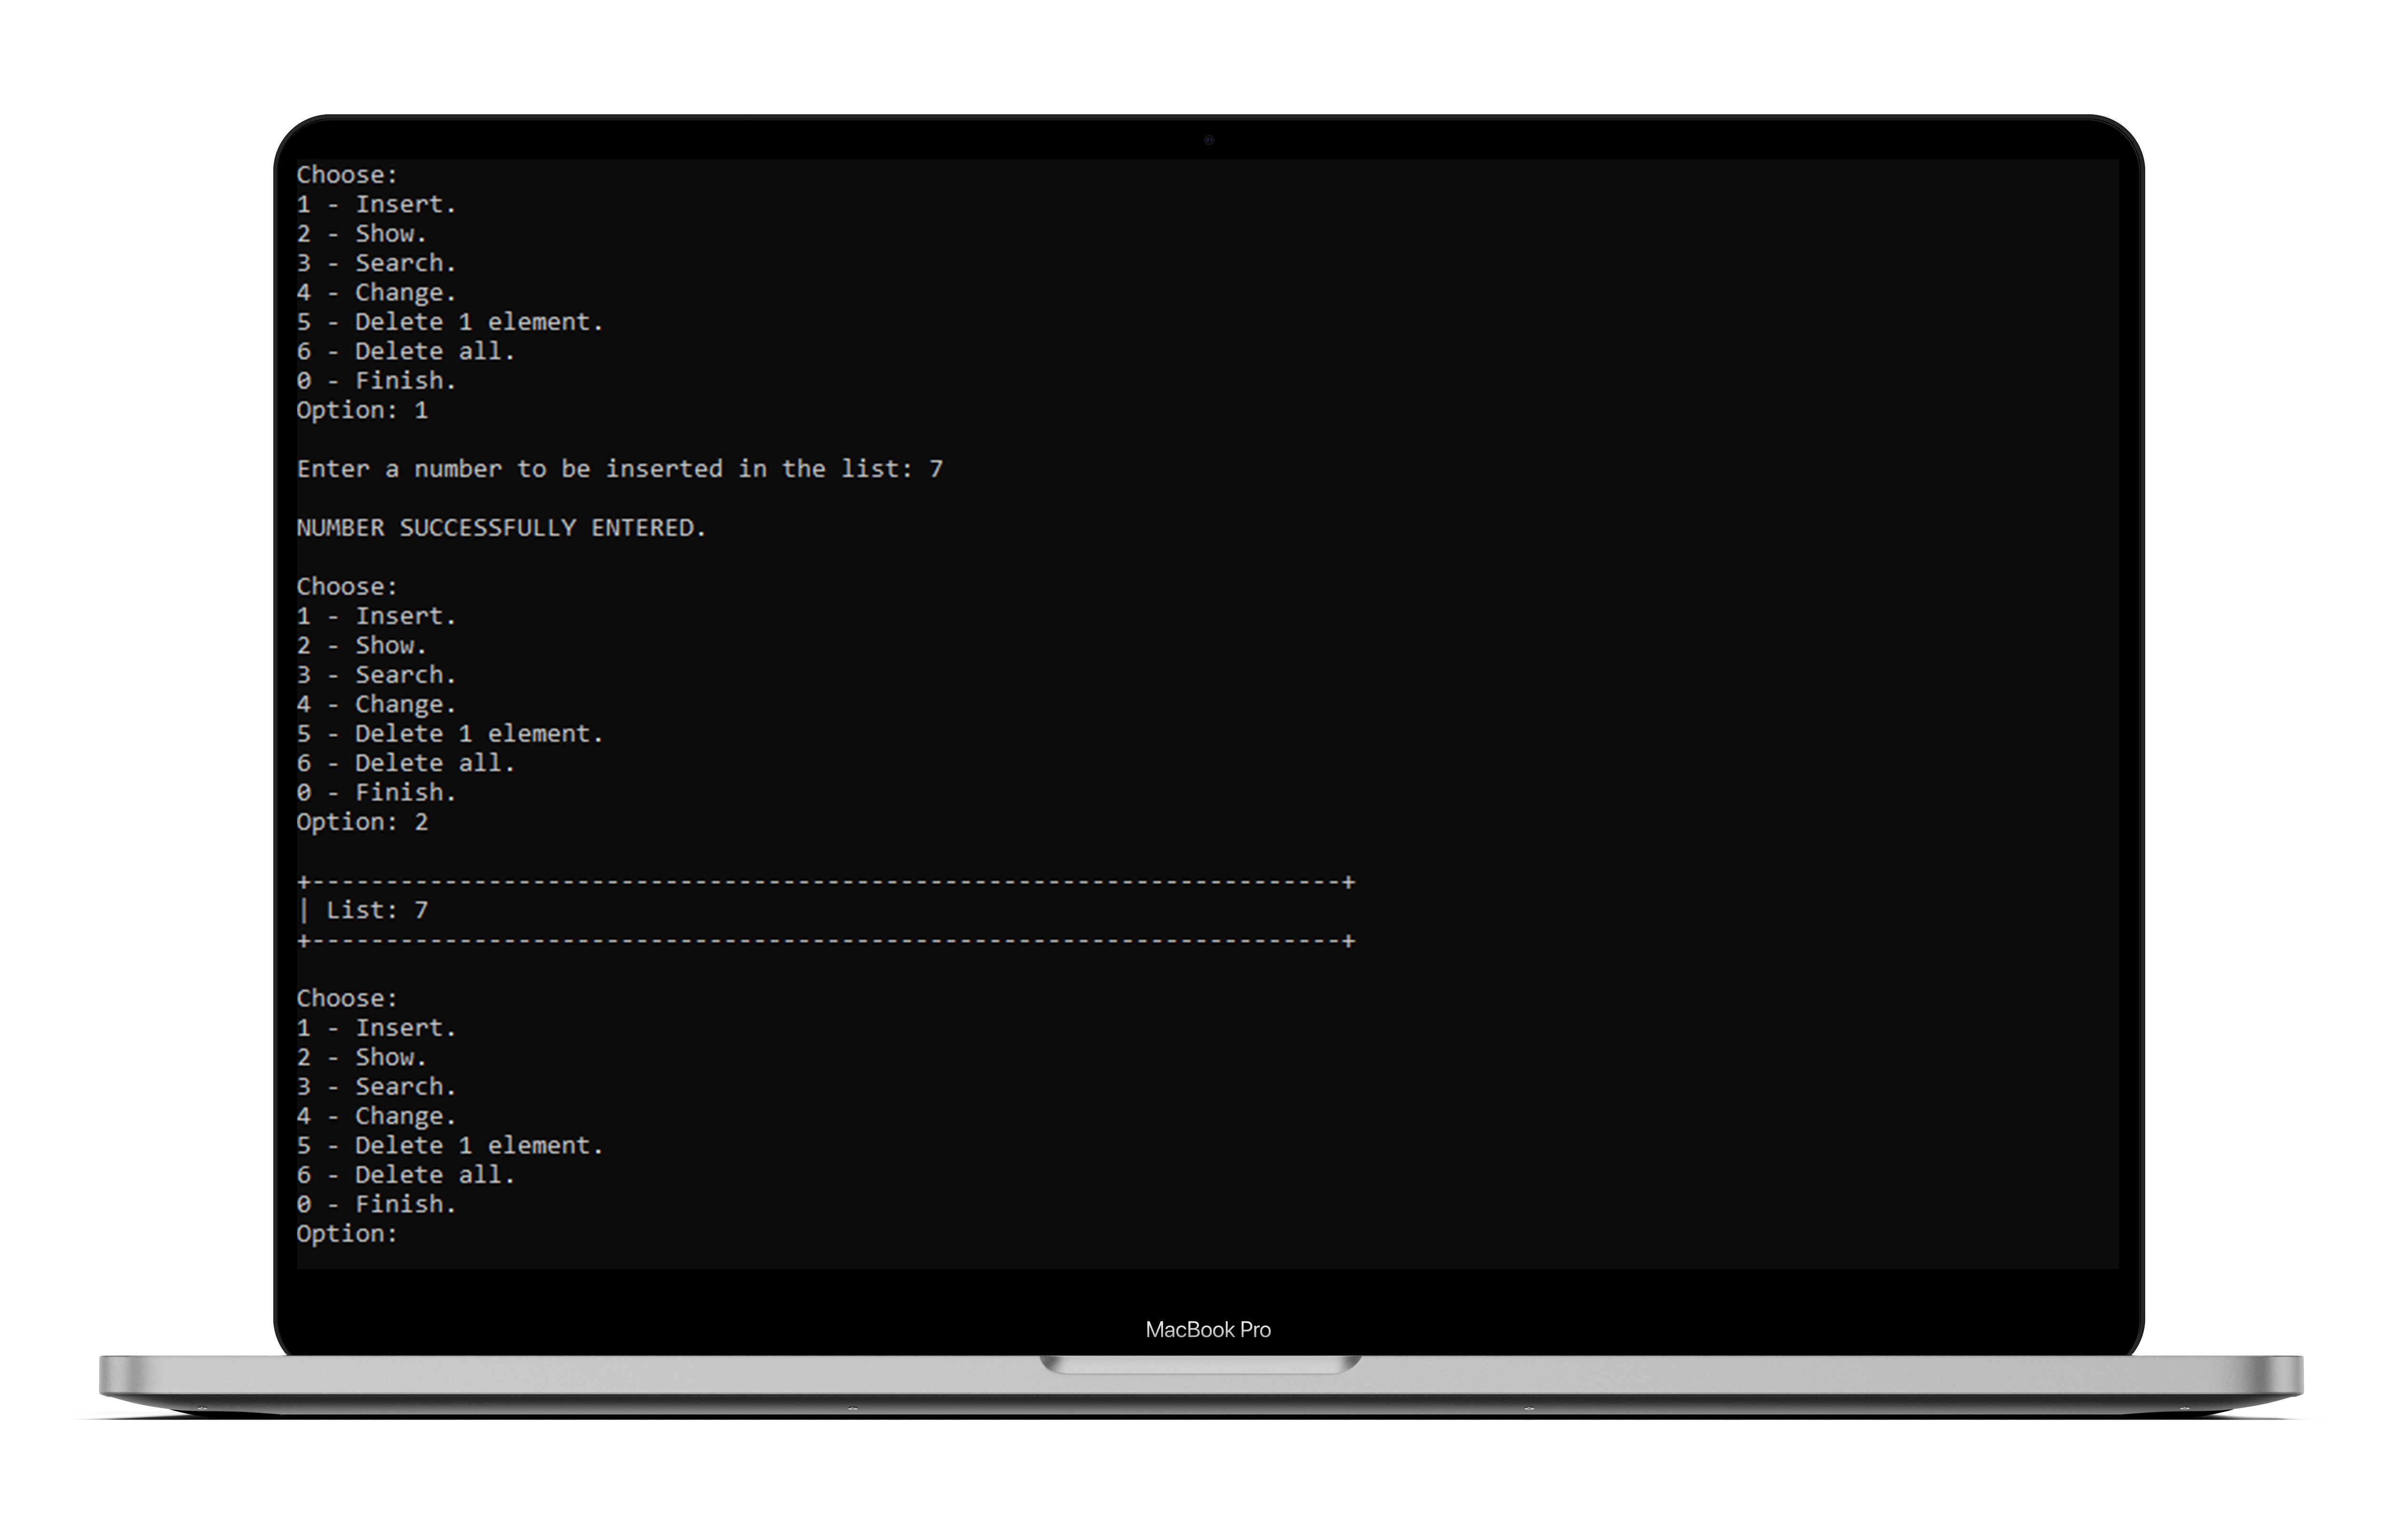 Choose:
1 - Insert.
2 - Show.
3 - Search.
4 - Change.
5 - Delete 1 element.
6 - Delete all.
0 - Finish.
Option: 1
Enter a number to be inserted in the list: 7
NUMBER SUCCESSFULLY ENTERED.
Choose:
1 - Insert.
2 - Show.
3 - Search.
4 - Change.
5 - Delete 1 element.
6 - Delete all.
0 - Finish.
Option: 2
+----------------------------------------------------------------------+
| List: 7
+----------------------------------------------------------------------+
Choose:
1 - Insert.
2 - Show.
3 - Search.
4 - Change.
5 - Delete 1 element.
6 - Delete all.
0 - Finish.
Option:
MacBook Pro